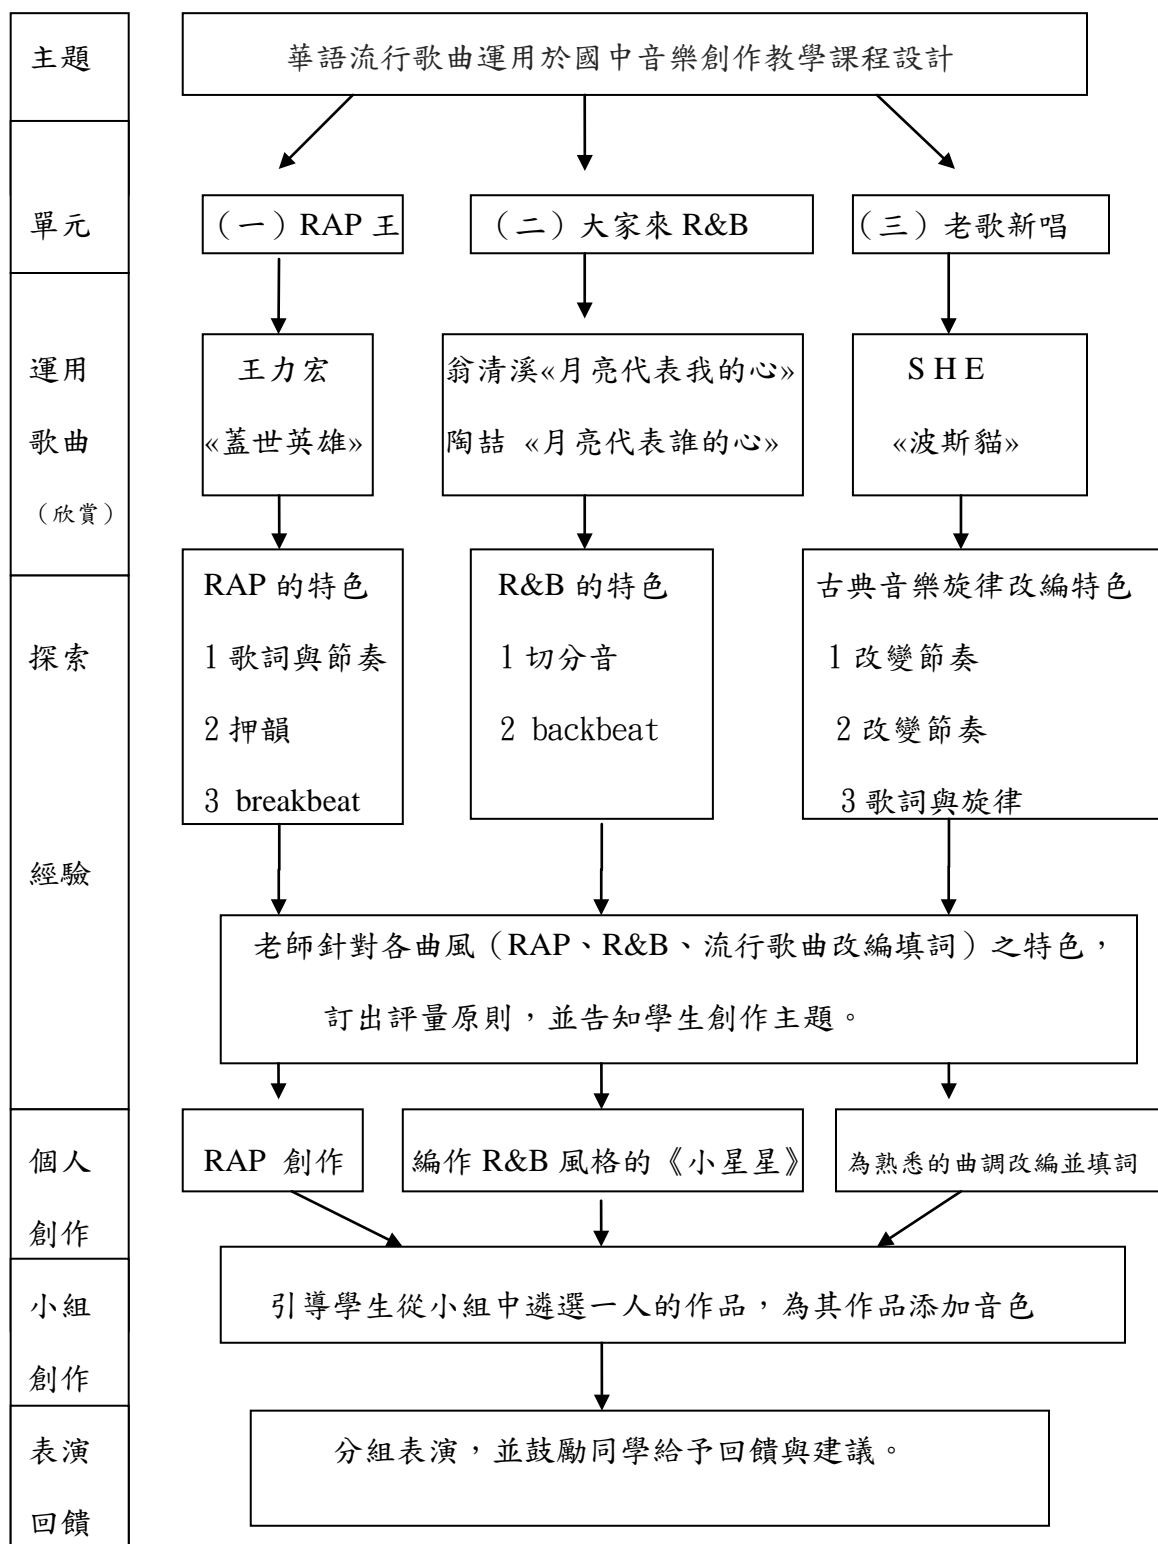 主題
華語流行歌曲運用於國中音樂創作教學課程設計
單元
（一）RAP 王
（二）大家來 R&B
（三）老歌新唱
運用
歌曲
（欣賞）
王力宏
«蓋世英雄»
翁清溪«月亮代表我的心»
陶喆 «月亮代表誰的心»
S H E
«波斯貓»
探索
經驗
RAP 的特色
1 歌詞與節奏
2 押韻
3 breakbeat
R&B 的特色
1 切分音
2 backbeat
古典音樂旋律改編特色
1 改變節奏
2 改變節奏
3 歌詞與旋律
老師針對各曲風（RAP、R&B、流行歌曲改編填詞）之特色，
訂出評量原則，並告知學生創作主題。
個人
創作
RAP 創作
編作 R&B 風格的《小星星》
為熟悉的曲調改編並填詞
小組
創作
引導學生從小組中遴選一人的作品，為其作品添加音色
表演
回饋
分組表演，並鼓勵同學給予回饋與建議。